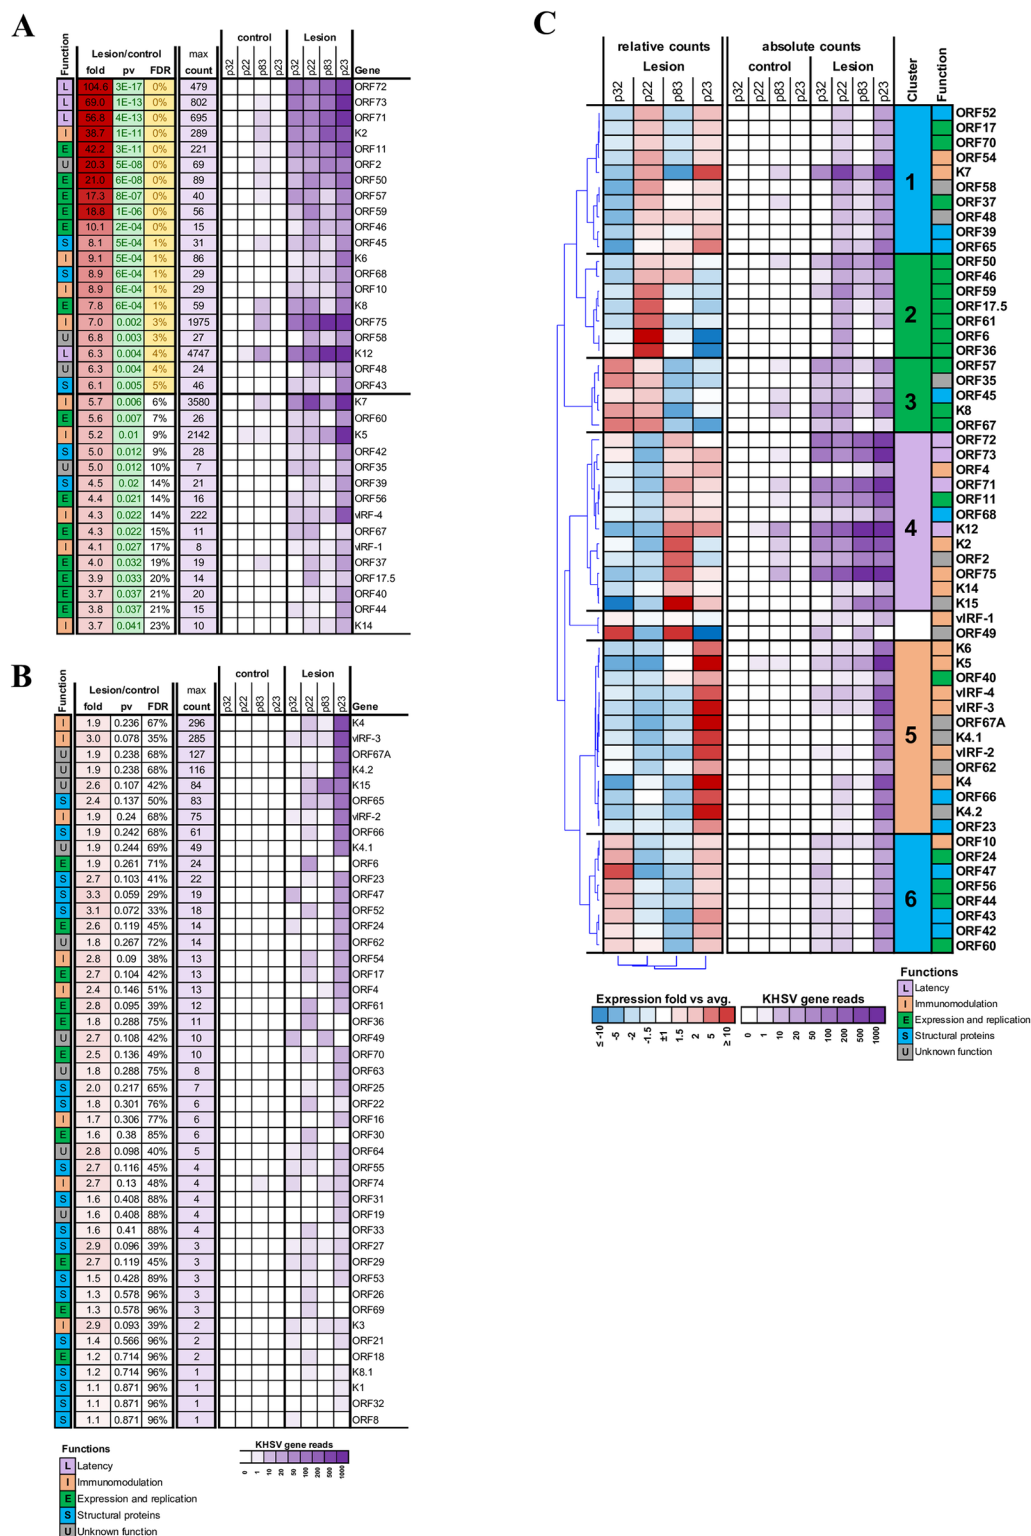 A
Function
Lesion/control
max
control
Lesion
fold pv FDR count p32 p22 p83 p23 p32 p22 p83 p23 Gene
L 104.6 3E-17 0% 479 ORF72
L 69.0 1E-13 0% 802 ORF73
L 56.8 4E-13 0% 695 ORF71
I 38.7 1E-11 0% 289 K2
E 42.2 3E-11 0% 221 ORF11
U 20.3 5E-08 0% 69 ORF2
E 21.0 6E-08 0% 89 ORF50
E 17.3 8E-07 0% 40 ORF57
E 18.8 1E-06 0% 56 ORF59
E 10.1 2E-04 0% 15 ORF46
S 8.1 5E-04 1% 31 ORF45
I 9.1 5E-04 1% 86 K6
S 8.9 6E-04 1% 29 ORF68
I 8.9 6E-04 1% 29 ORF10
E 7.8 6E-04 1% 59 K8
I 7.0 0.002 3% 1975 ORF75
U 6.8 0.003 3% 27 ORF58
L 6.3 0.004 4% 4747 K12
U 6.3 0.004 4% 24 ORF48
S 6.1 0.005 5% 46 ORF43
I 5.7 0.006 6% 3580 K7
E 5.6 0.007 7% 26 ORF60
I 5.2 0.01 9% 2142 K5
S 5.0 0.012 9% 28 ORF42
U 5.0 0.012 10% 7 ORF35
S 4.5 0.02 14% 21 ORF39
E 4.4 0.021 14% 16 ORF56
I 4.3 0.022 14% 222 vIRF-4
E 4.3 0.022 15% 11 ORF67
I 4.1 0.027 17% 8 vIRF-1
E 4.0 0.032 19% 19 ORF37
E 3.9 0.033 20% 14 ORF17.5
E 3.7 0.037 21% 20 ORF40
E 3.8 0.037 21% 15 ORF44
I 3.7 0.041 23% 10 K14
B
Function
Lesion/control
max
control
Lesion
fold pv FDR count p32 p22 p83 p23 p32 p22 p83 p23 Gene
I 1.9 0.236 67% 296 K4
I 3.0 0.078 35% 285 vIRF-3
U 1.9 0.238 68% 127 ORF67A
U 1.9 0.238 68% 116 K4.2
U 2.6 0.107 42% 84 K15
S 2.4 0.137 50% 83 ORF65
I 1.9 0.24 68% 75 vIRF-2
S 1.9 0.242 68% 61 ORF66
U 1.9 0.244 69% 49 K4.1
E 1.9 0.261 71% 24 ORF6
S 2.7 0.103 41% 22 ORF23
S 3.3 0.059 29% 19 ORF47
S 3.1 0.072 33% 18 ORF52
E 2.6 0.119 45% 14 ORF24
U 1.8 0.267 72% 14 ORF62
I 2.8 0.09 38% 13 ORF54
E 2.7 0.104 42% 13 ORF17
I 2.4 0.146 51% 13 ORF4
E 2.8 0.095 39% 12 ORF61
E 1.8 0.288 75% 11 ORF36
U 2.7 0.108 42% 10 ORF49
E 2.5 0.136 49% 10 ORF70
U 1.8 0.288 75% 8 ORF63
S 2.0 0.217 65% 7 ORF25
S 1.8 0.301 76% 6 ORF22
I 1.7 0.306 77% 6 ORF16
E 1.6 0.38 85% 6 ORF30
U 2.8 0.098 40% 5 ORF64
S 2.7 0.116 45% 4 ORF55
I 2.7 0.13 48% 4 ORF74
S 1.6 0.408 88% 4 ORF31
U 1.6 0.408 88% 4 ORF19
S 1.6 0.41 88% 4 ORF33
S 2.9 0.096 39% 3 ORF27
E 2.7 0.119 45% 3 ORF29
S 1.5 0.428 89% 3 ORF53
S 1.3 0.578 96% 3 ORF26
E 1.3 0.578 96% 3 ORF69
I 2.9 0.093 39% 2 K3
S 1.4 0.566 96% 2 ORF21
E 1.2 0.714 96% 2 ORF18
S 1.2 0.714 96% 1 K8.1
S 1.1 0.871 96% 1 K1
S 1.1 0.871 96% 1 ORF32
S 1.1 0.871 96% 1 ORF8
Functions
L Latency
I Immunomodulation
E Expression and replication
S Structural proteins
U Unknown function
KHSV gene reads
0 1 10 20 50 100 200 500 1000
C
relative counts
absolute counts
Lesion
control
Lesion
p32 p22 p83 p23 p32 p22 p83 p23 p32 p22 p83 p23 Cluster Function
ORF52
ORF17
ORF70
ORF54
K7
1
ORF58
ORF37
ORF48
ORF39
ORF65
ORF50
ORF46
ORF59
ORF17.5
2
ORF61
ORF6
ORF36
ORF57
ORF35
3
ORF45
K8
ORF67
ORF72
ORF73
ORF4
ORF71
ORF11
ORF68
4
K12
K2
ORF2
ORF75
K14
K15
vIRF-1
ORF49
K6
K5
ORF40
vIRF-4
vIRF-3
ORF67A
5
K4.1
vIRF-2
ORF62
K4
ORF66
K4.2
ORF23
ORF10
ORF24
ORF47
ORF56
6
ORF44
ORF43
ORF42
ORF60
Expression fold vs avg.
≤ -10 -5 -2 -1.5 ±1 1.5 2 5 ≥ 10
KHSV gene reads
0 1 10 20 50 100 200 500 1000
Functions
L Latency
I Immunomodulation
E Expression and replication
S Structural proteins
U Unknown function